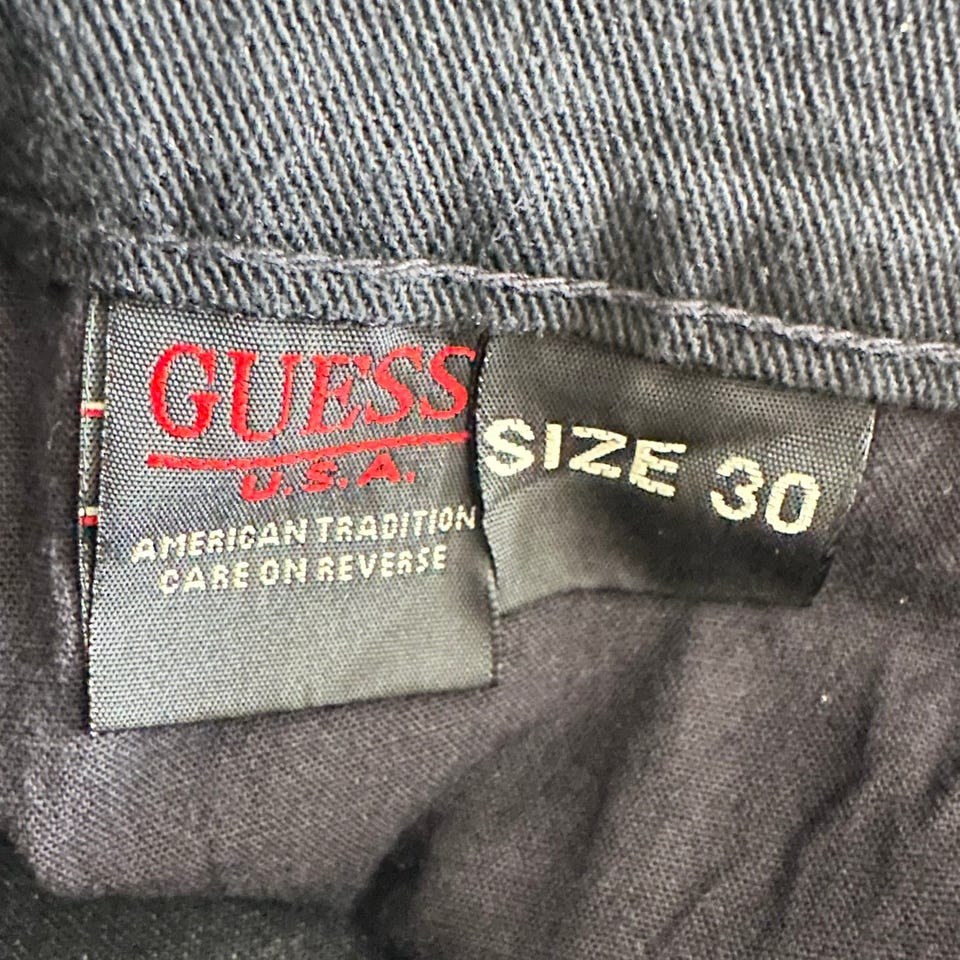 GUESS
U.S.A.
AMERICAN TRADITION
CARE ON REVERSE
SIZE 30